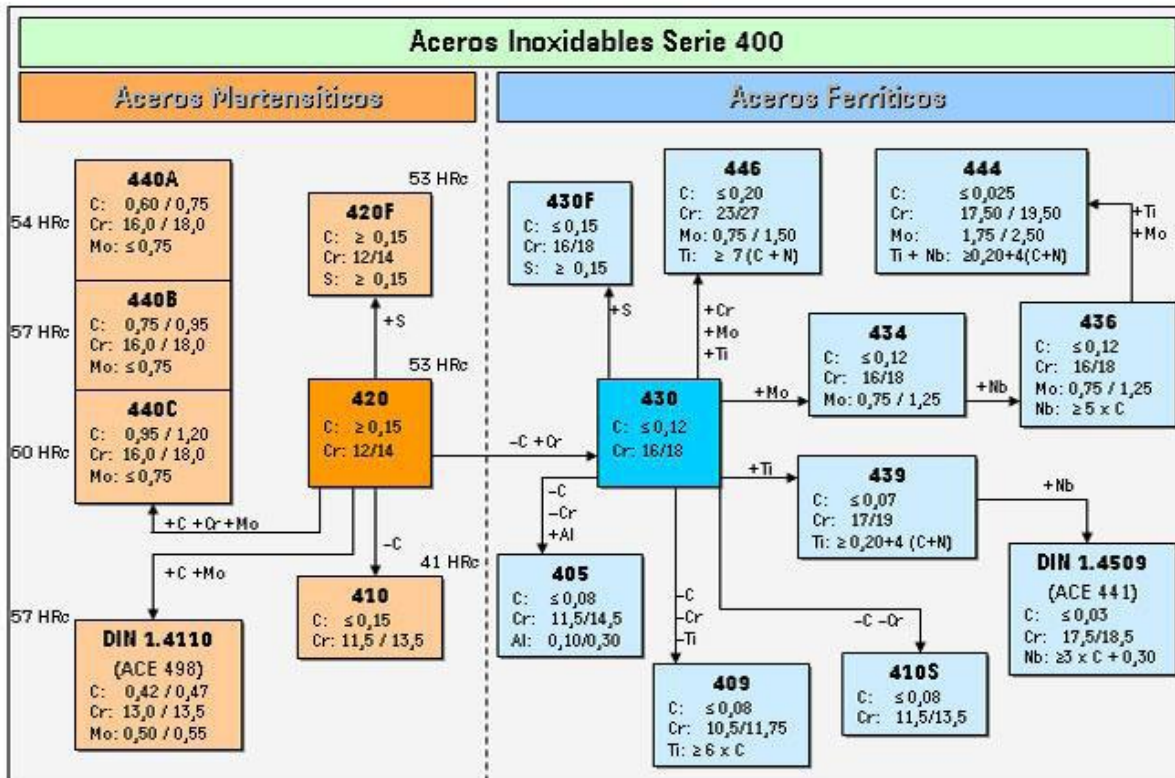 Aceros Inoxidables Serie 400
Aceros Martensíticos
Aceros Ferríticos
54 HRc
440A
C: 0,60 / 0,75
Cr: 16,0 / 18,0
Mo: ≤0,75
57 HRc
440B
C: 0,75 / 0,95
Cr: 16,0 / 18,0
Mo: ≤0,75
60 HRc
440C
C: 0,95 / 1,20
Cr: 16,0 / 18,0
Mo: ≤0,75
53 HRc
420F
C: ≥ 0,15
Cr: 12/14
S: ≥ 0,15
+S
53 HRc
420
C: ≥0,15
Cr: 12/14
+C +Cr +Mo
+C +Mo
–C
41 HRc
410
C: ≤0,15
Cr: 11,5 / 13,5
57 HRc
DIN 1.4110
(ACE 498)
C: 0,42 / 0,47
Cr: 13,0 / 13,5
Mo: 0,50 / 0,55
–C +Cr
430F
C: ≤0,15
Cr: 16/18
S: ≥ 0,15
+S
446
C: ≤0,20
Cr: 23/27
Mo: 0,75 / 1,50
Ti: ≥ 7 (C + N)
+Cr
+Mo
+Ti
444
C: ≤0,025
Cr: 17,50 / 19,50
Mo: 1,75 / 2,50
Ti + Nb: ≥0,20+4(C+N)
+Ti
+Mo
430
C: ≤0,12
Cr: 16/18
+Mo
434
C: ≤0,12
Cr: 16/18
Mo: 0,75 / 1,25
+Nb
436
C: ≤0,12
Cr: 16/18
Mo: 0,75 / 1,25
Nb: ≥5 x C
+Ti
439
C: ≤0,07
Cr: 17/19
Ti: ≥0,20+4 (C+N)
+Nb
DIN 1.4509
(ACE 441)
C: ≤0,03
Cr: 17,5/18,5
Nb: ≥3 x C + 0,30
–C
–Cr
+Al
405
C: ≤0,08
Cr: 11,5/14,5
Al: 0,10/0,30
–C
–Cr
–Ti
409
C: ≤0,08
Cr: 10,5/11,75
Ti: ≥6 x C
–C –Cr
410S
C: ≤0,08
Cr: 11,5/13,5